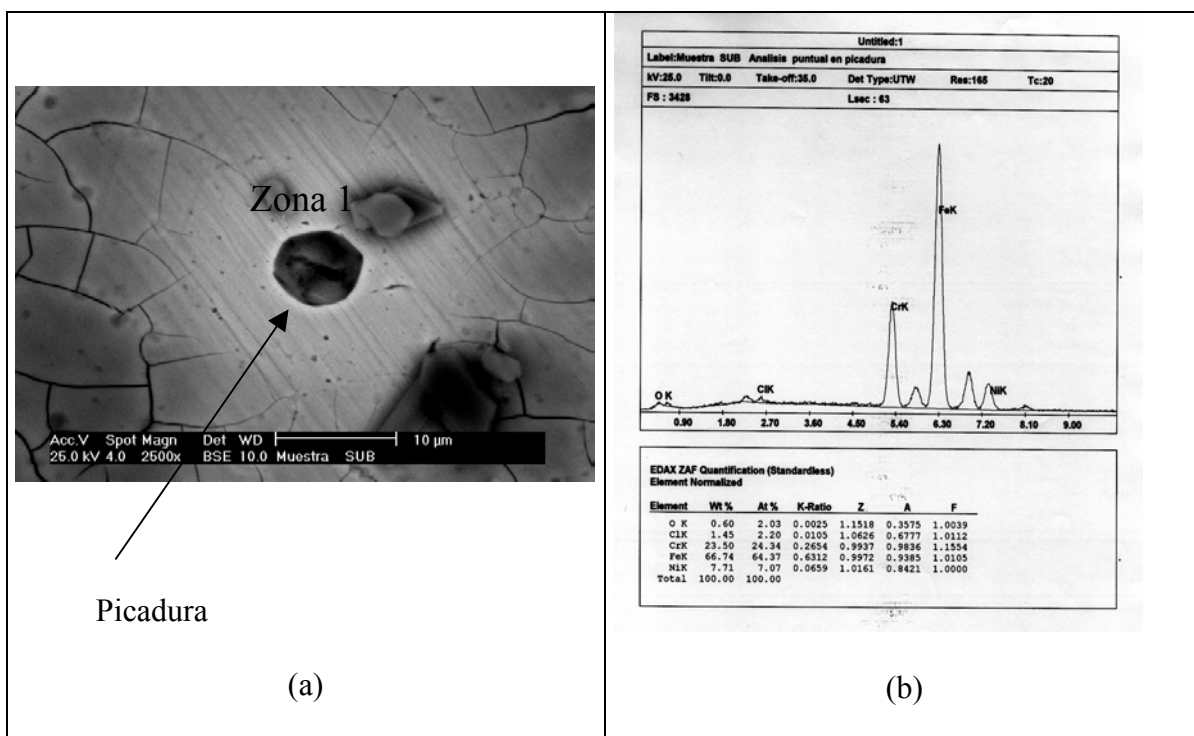 Zona 1
Acc.V Spot Magn Det WD 10 µm
25.0 kV 4.0 2500x BSE 10.0 Muestra SUB
Picadura
(a)
Untitled:1
Label:Muestra SUB Analisis puntual en picadura
kV:25.0 Tilt:0.0 Take-off:35.0 Det Type:UTW Res:165 Tc:20
FS : 3428 Lsec : 63
FeK
CrK
ClK
O K
NiK
0.90 1.80 2.70 3.60 4.50 5.40 6.30 7.20 8.10 9.00
EDAX ZAF Quantification (Standardless)
Element Normalized
Element Wt % At % K-Ratio Z A F
O K 0.60 2.03 0.0025 1.1518 0.3575 1.0039
ClK 1.45 2.20 0.0105 1.0626 0.6777 1.0112
CrK 23.50 24.34 0.2654 0.9937 0.9836 1.1554
FeK 66.74 64.37 0.6312 0.9972 0.9385 1.0105
NiK 7.71 7.07 0.0659 1.0161 0.8421 1.0000
Total 100.00 100.00
(b)